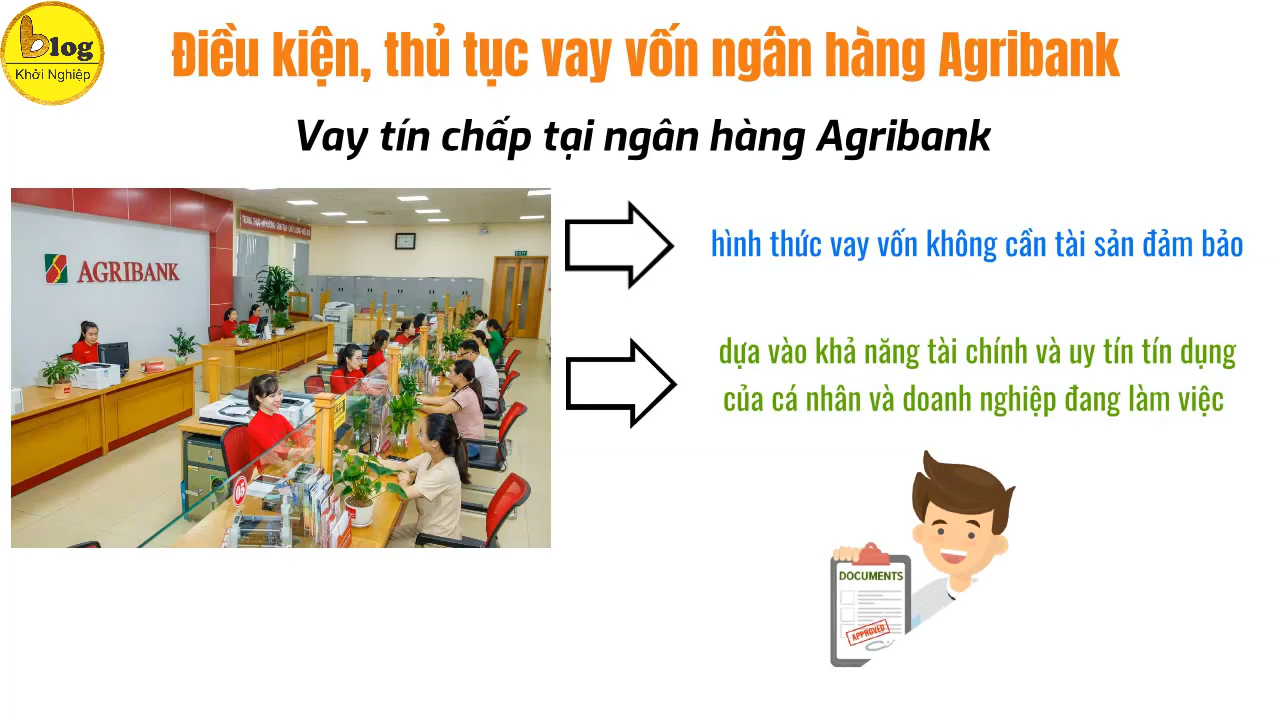 blog
Khởi Nghiệp
Điều kiện, thủ tục vay vốn ngân hàng Agribank
Vay tín chấp tại ngân hàng Agribank
AGRIBANK
05
hình thức vay vốn không cần tài sản đảm bảo
dựa vào khả năng tài chính và uy tín tín dụng
của cá nhân và doanh nghiệp đang làm việc
DOCUMENTS
APPROVED